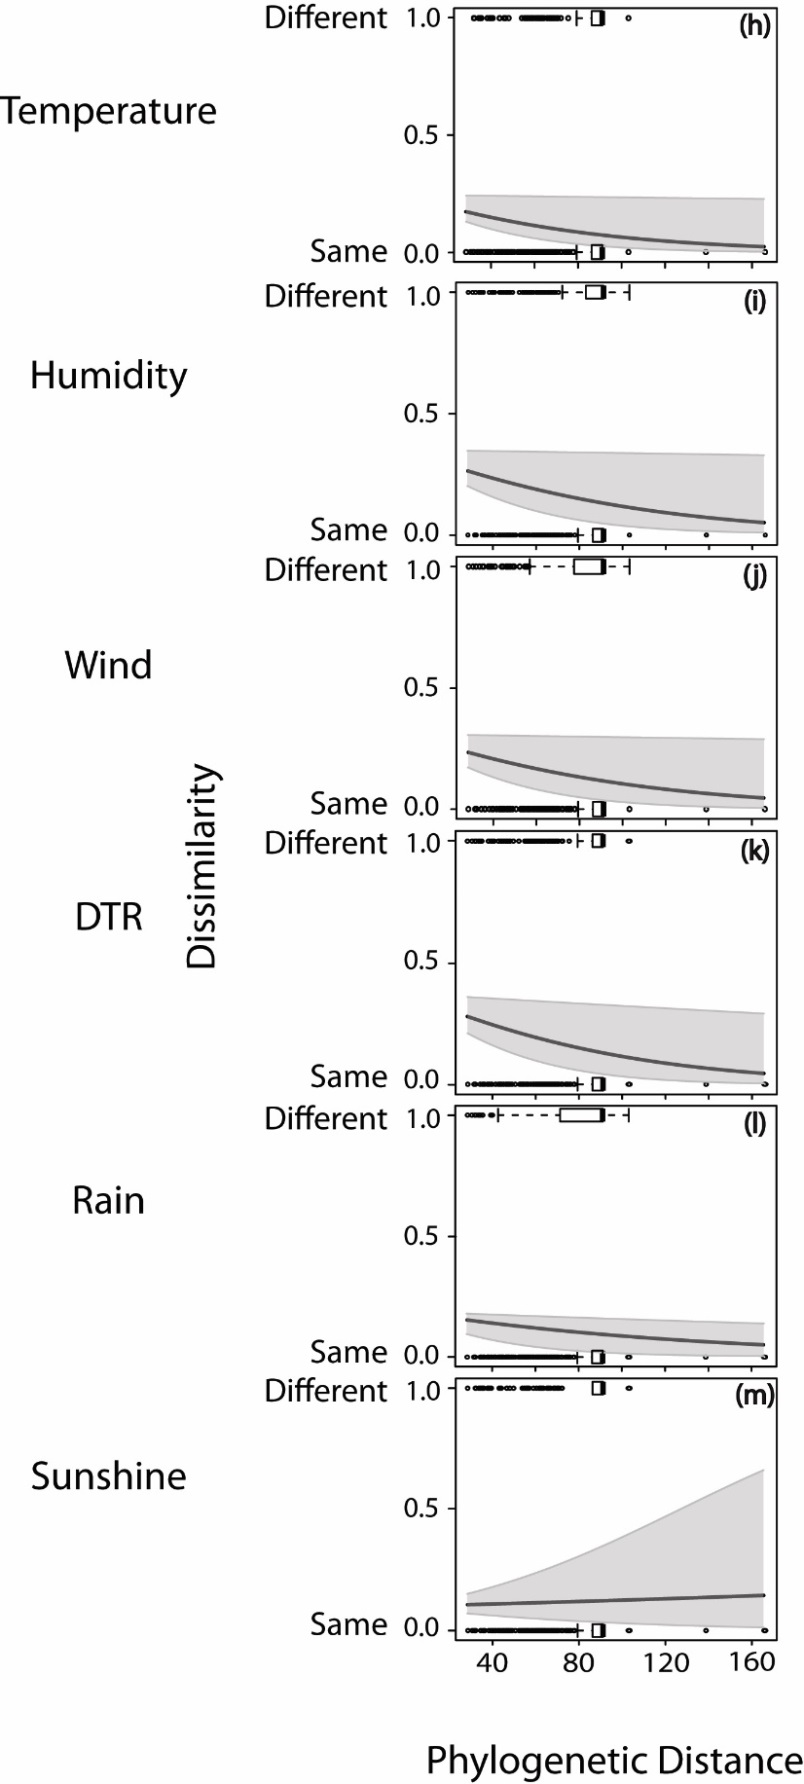 Different 1.0 (h)
Temperature
0.5
Same 0.0
Different 1.0 (i)
Humidity
0.5
Same 0.0
Different 1.0 (j)
Wind
0.5
Same 0.0
Dissimilarity
Different 1.0 (k)
DTR
0.5
Same 0.0
Different 1.0 (l)
Rain
0.5
Same 0.0
Different 1.0 (m)
Sunshine
0.5
Same 0.0
40 80 120 160
Phylogenetic Distance